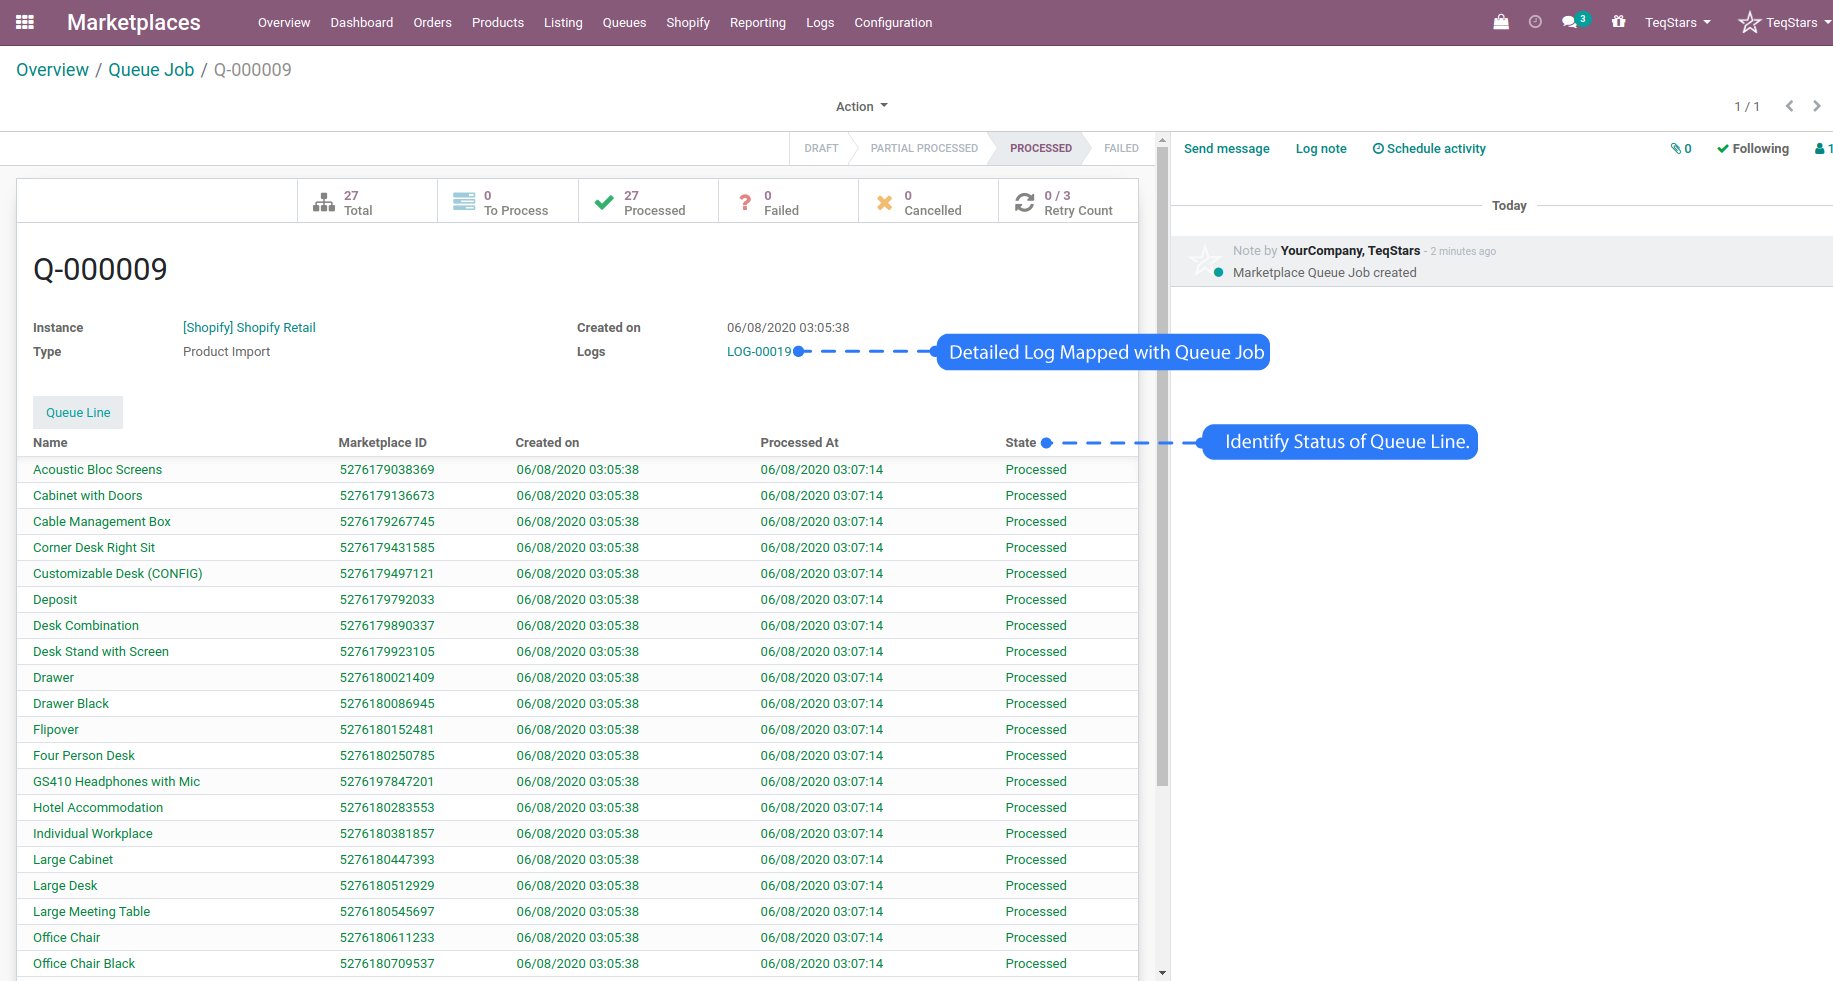 Marketplaces Overview Dashboard Orders Products Listing Queues Shopify Reporting Logs Configuration 3 TeqStars TeqStars
Overview / Queue Job / Q-000009
Action 1 / 1
DRAFT PARTIAL PROCESSED PROCESSED FAILED
Send message Log note Schedule activity 0 Following 1
27 Total
0 To Process
27 Processed
0 Failed
0 Cancelled
0 / 3 Retry Count
Today
Note by YourCompany, TeqStars - 2 minutes ago
Marketplace Queue Job created
Q-000009
Instance [Shopify] Shopify Retail Created on 06/08/2020 03:05:38
Type Product Import Logs LOG-00019 Detailed Log Mapped with Queue Job
Queue Line
Name Marketplace ID Created on Processed At State Identify Status of Queue Line.
Acoustic Bloc Screens 5276179038369 06/08/2020 03:05:38 06/08/2020 03:07:14 Processed
Cabinet with Doors 5276179136673 06/08/2020 03:05:38 06/08/2020 03:07:14 Processed
Cable Management Box 5276179267745 06/08/2020 03:05:38 06/08/2020 03:07:14 Processed
Corner Desk Right Sit 5276179431585 06/08/2020 03:05:38 06/08/2020 03:07:14 Processed
Customizable Desk (CONFIG) 5276179497121 06/08/2020 03:05:38 06/08/2020 03:07:14 Processed
Deposit 5276179792033 06/08/2020 03:05:38 06/08/2020 03:07:14 Processed
Desk Combination 5276179890337 06/08/2020 03:05:38 06/08/2020 03:07:14 Processed
Desk Stand with Screen 5276179923105 06/08/2020 03:05:38 06/08/2020 03:07:14 Processed
Drawer 5276180021409 06/08/2020 03:05:38 06/08/2020 03:07:14 Processed
Drawer Black 5276180086945 06/08/2020 03:05:38 06/08/2020 03:07:14 Processed
Flipover 5276180152481 06/08/2020 03:05:38 06/08/2020 03:07:14 Processed
Four Person Desk 5276180250785 06/08/2020 03:05:38 06/08/2020 03:07:14 Processed
GS410 Headphones with Mic 5276197847201 06/08/2020 03:05:38 06/08/2020 03:07:14 Processed
Hotel Accommodation 5276180283553 06/08/2020 03:05:38 06/08/2020 03:07:14 Processed
Individual Workplace 5276180381857 06/08/2020 03:05:38 06/08/2020 03:07:14 Processed
Large Cabinet 5276180447393 06/08/2020 03:05:38 06/08/2020 03:07:14 Processed
Large Desk 5276180512929 06/08/2020 03:05:38 06/08/2020 03:07:14 Processed
Large Meeting Table 5276180545697 06/08/2020 03:05:38 06/08/2020 03:07:14 Processed
Office Chair 5276180611233 06/08/2020 03:05:38 06/08/2020 03:07:14 Processed
Office Chair Black 5276180709537 06/08/2020 03:05:38 06/08/2020 03:07:14 Processed